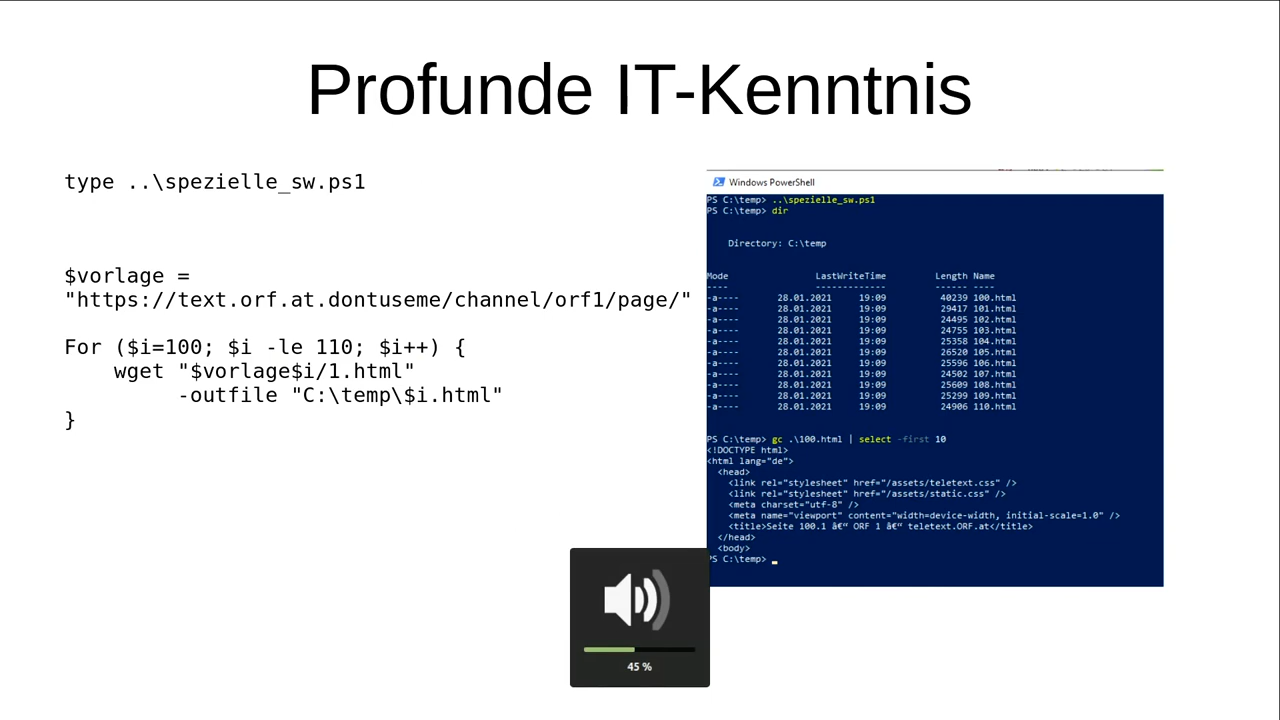 Profunde IT-Kenntnis
type ..\spezielle_sw.ps1
$vorlage =
"https://text.orf.at.dontuseme/channel/orf1/page/"
For ($i=100; $i -le 110; $i++) {
    wget "$vorlage$i/1.html"
         -outfile "C:\temp\$i.html"
}
Windows PowerShell
PS C:\temp> ..\spezielle_sw.ps1
PS C:\temp> dir
    Directory: C:\temp
Mode                LastWriteTime         Length Name
----                -------------         ------ ----
-a----       28.01.2021     19:09          40239 100.html
-a----       28.01.2021     19:09          29417 101.html
-a----       28.01.2021     19:09          24495 102.html
-a----       28.01.2021     19:09          24755 103.html
-a----       28.01.2021     19:09          25358 104.html
-a----       28.01.2021     19:09          26520 105.html
-a----       28.01.2021     19:09          25596 106.html
-a----       28.01.2021     19:09          24502 107.html
-a----       28.01.2021     19:09          25609 108.html
-a----       28.01.2021     19:09          25299 109.html
-a----       28.01.2021     19:09          24906 110.html
PS C:\temp> gc .\100.html | select -first 10
<!DOCTYPE html>
<html lang="de">
  <head>
    <link rel="stylesheet" href="/assets/teletext.css" />
    <link rel="stylesheet" href="/assets/static.css" />
    <meta charset="utf-8" />
    <meta name="viewport" content="width=device-width, initial-scale=1.0" />
    <title>Seite 100.1 â€“ ORF 1 â€“ teletext.ORF.at</title>
  </head>
  <body>
PS C:\temp>
45 %